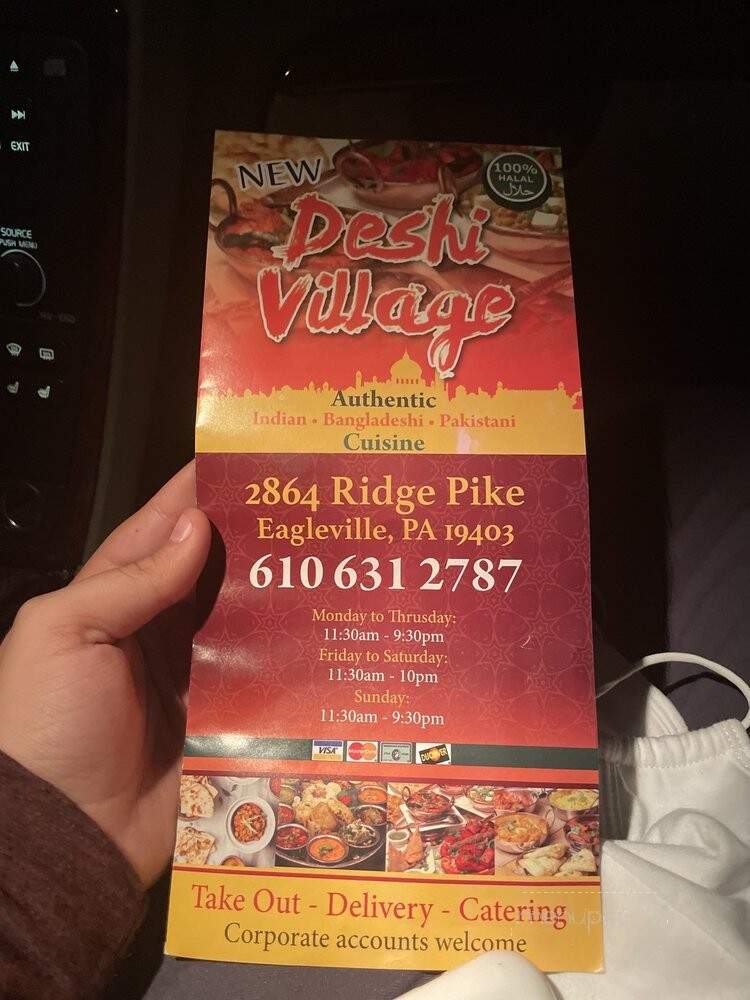 EXIT
SOURCE
PUSH MENU
NEW
100%
HALAL
حلال
Deshi
Village
Authentic
Indian • Bangladeshi • Pakistani
Cuisine
2864 Ridge Pike
Eagleville, PA 19403
610 631 2787
Monday to Thrusday:
11:30am - 9:30pm
Friday to Saturday:
11:30am - 10pm
Sunday:
11:30am - 9:30pm
VISA MasterCard DISCOVER
Take Out - Delivery - Catering
Corporate accounts welcome